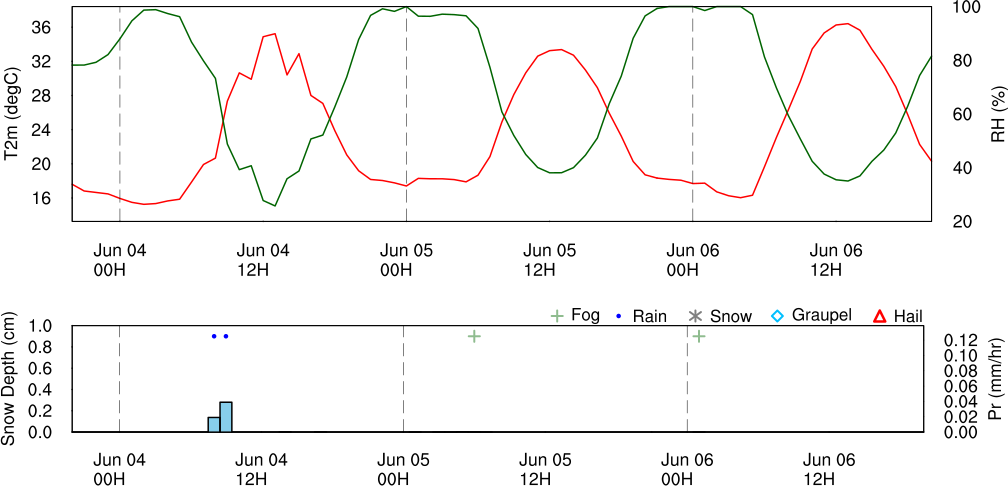 36
32
28
24
20
16
T2m (degC)
100
80
60
40
20
RH (%)
Jun 04
00H
Jun 04
12H
Jun 05
00H
Jun 05
12H
Jun 06
00H
Jun 06
12H
Fog
Rain
Snow
Graupel
Hail
1.0
0.8
0.6
0.4
0.2
0.0
Snow Depth (cm)
0.12
0.10
0.08
0.06
0.04
0.02
0.00
Pr (mm/hr)
Jun 04
00H
Jun 04
12H
Jun 05
00H
Jun 05
12H
Jun 06
00H
Jun 06
12H